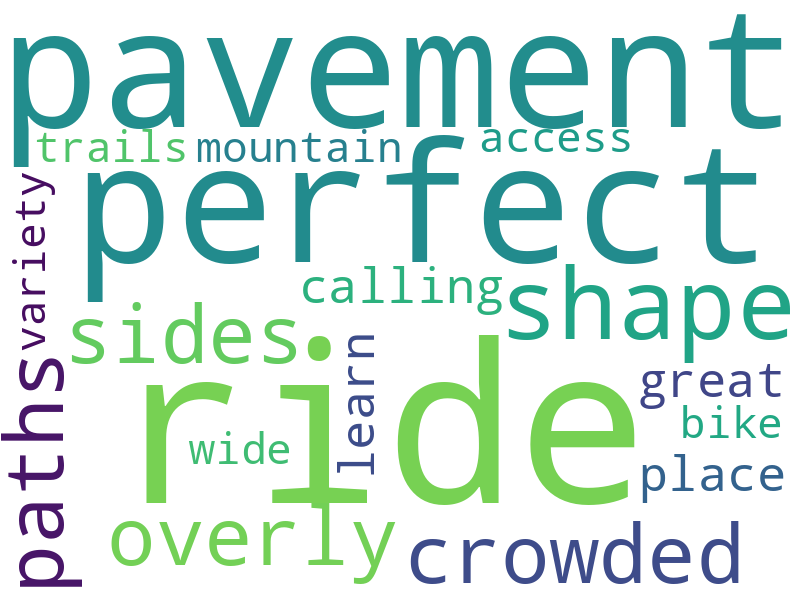 pavement
trails mountain access
perfect
variety
calling
shape
sides
ride
learn
great
paths
bike
wide
place
overly
crowded